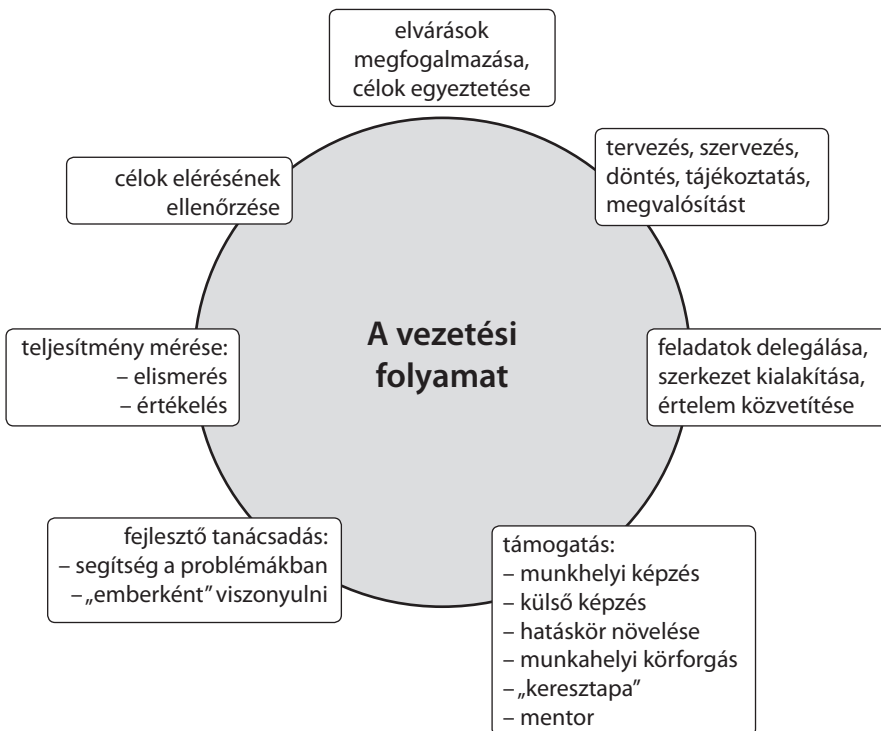 elvárások
megfogalmazása,
célok egyeztetése
tervezés, szervezés,
döntés, tájékoztatás,
megvalósítást
feladatok delegálása,
szerkezet kialakítása,
értelem közvetítése
támogatás:
– munkhelyi képzés
– külső képzés
– hatáskör növelése
– munkahelyi körforgás
– „keresztapa”
– mentor
fejlesztő tanácsadás:
– segítség a problémákban
– „emberként” viszonyulni
teljesítmény mérése:
– elismerés
– értékelés
célok elérésének
ellenőrzése
A vezetési
folyamat